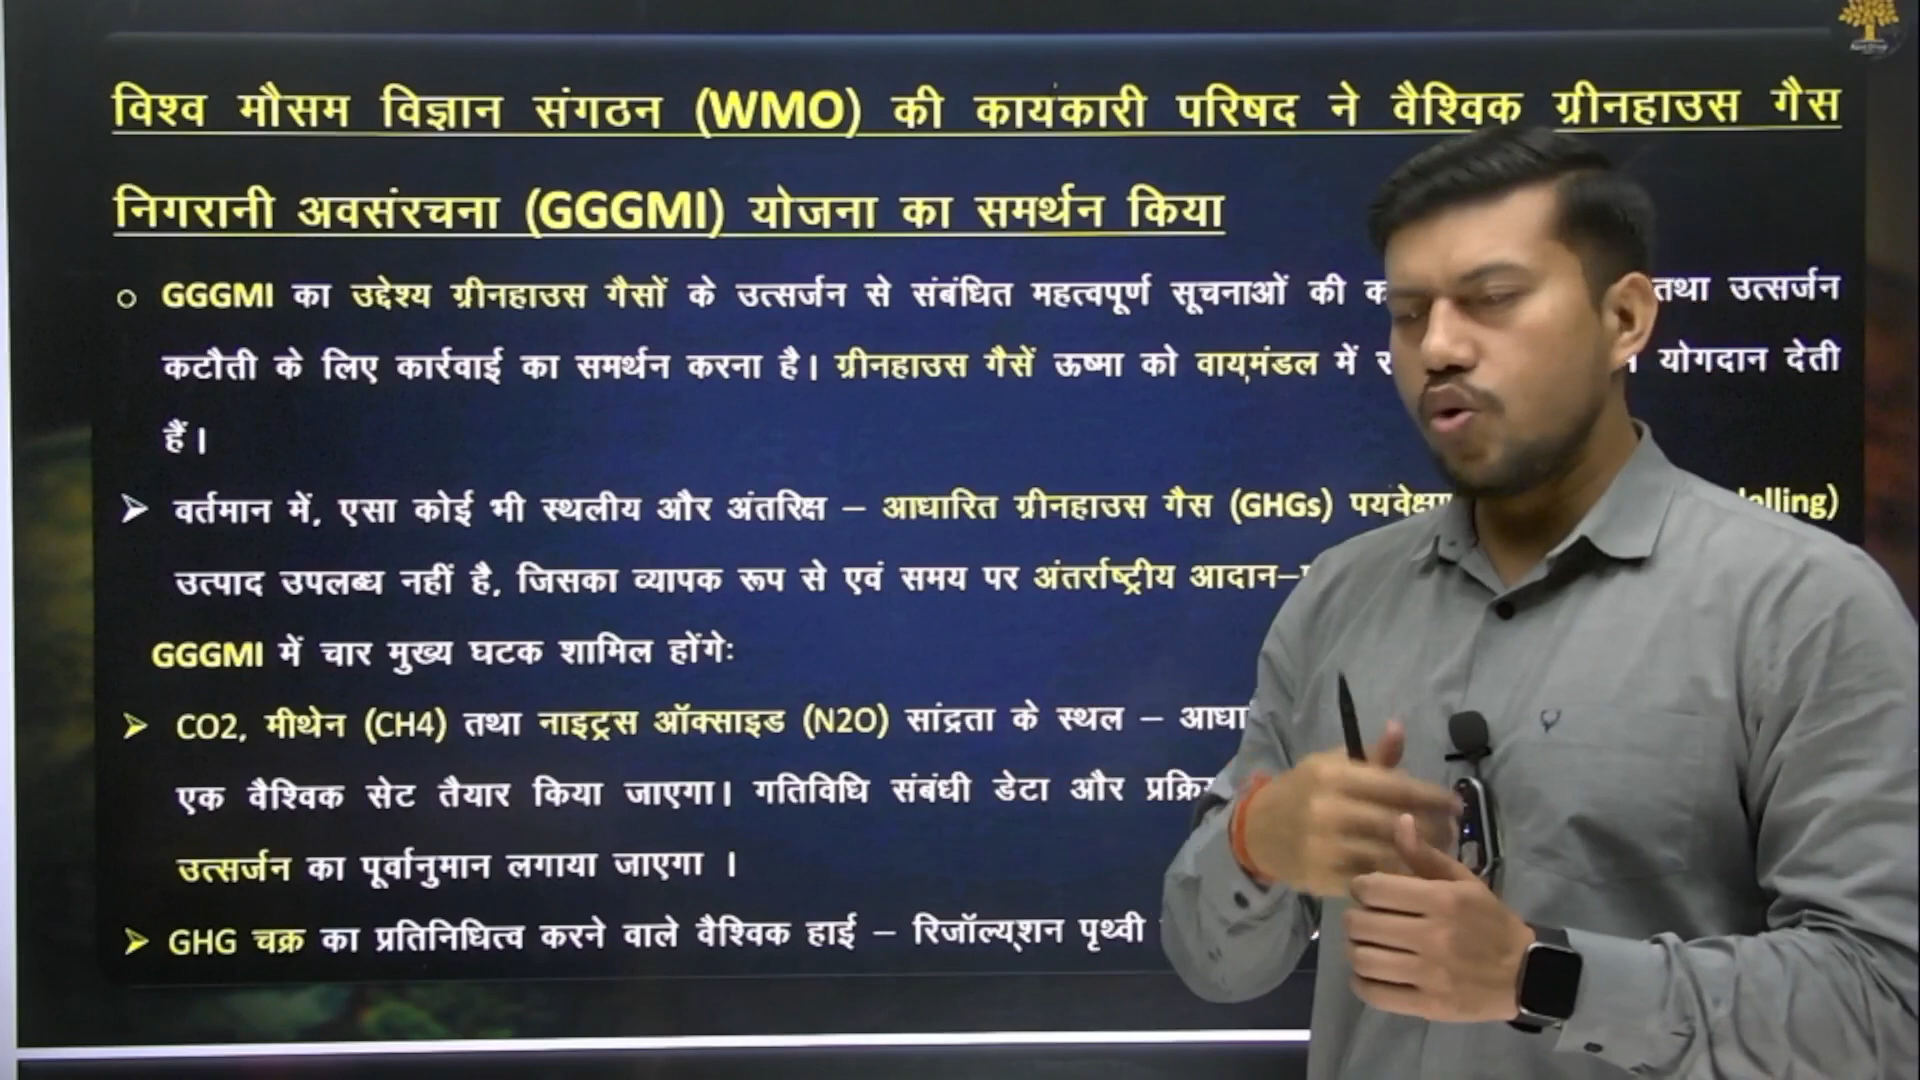 विश्व मौसम विज्ञान संगठन (WMO) की कायंकारी परिषद ने वैश्विक ग्रीनहाउस गैस
निगरानी अवसंरचना (GGGMI) योजना का समर्थन किया
○ GGGMI का उद्देश्य ग्रीनहाउस गैसों के उत्सर्जन से संबंधित महत्वपूर्ण सूचनाओं की तथा उत्सर्जन
कटौती के लिए कार्रवाई का समर्थन करना है। ग्रीनहाउस गैसें ऊष्मा को वायुमंडल में योगदान देती
हैं।
➢ वर्तमान में, एसा कोई भी स्थलीय और अंतरिक्ष – आधारित ग्रीनहाउस गैस (GHGs)
उत्पाद उपलब्ध नहीं है, जिसका व्यापक रूप से एवं समय पर अंतर्राष्ट्रीय
GGGMI में चार मुख्य घटक शामिल होंगेः
➢ CO2, मीथेन (CH4) तथा नाइट्रस ऑक्साइड (N2O) सांद्रता के स्थल –
एक वैश्विक सेट तैयार किया जाएगा। गतिविधि संबंधी डेटा और
उत्सर्जन का पूर्वानुमान लगाया जाएगा ।
➢ GHG चक्र का प्रतिनिधित्व करने वाले वैश्विक हाई – रिजॉल्यूशन पृथ्वी